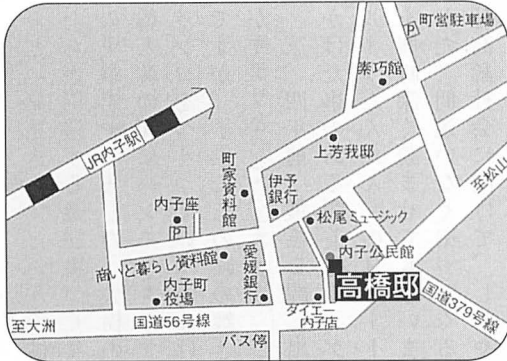 町営駐車場
P
素巧館
JR内子駅
上芳我邸
町家資料館
伊予銀行
至松山
内子座
P
松尾ミュージック
内子公民館
商いと暮らし資料館
愛媛銀行
高橋邸
内子町役場
ダイエー内子店
国道379号線
至大洲
国道56号線
バス停